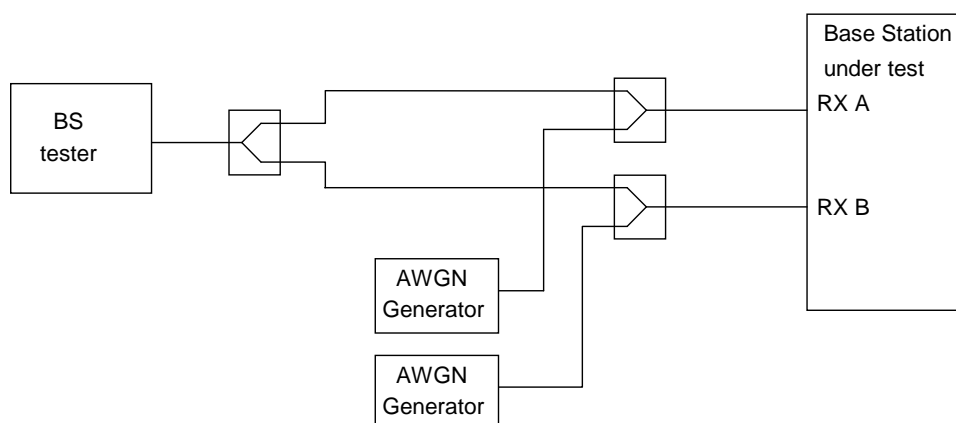 BS
tester
Base Station
under test
RX A
RX B
AWGN
Generator
AWGN
Generator